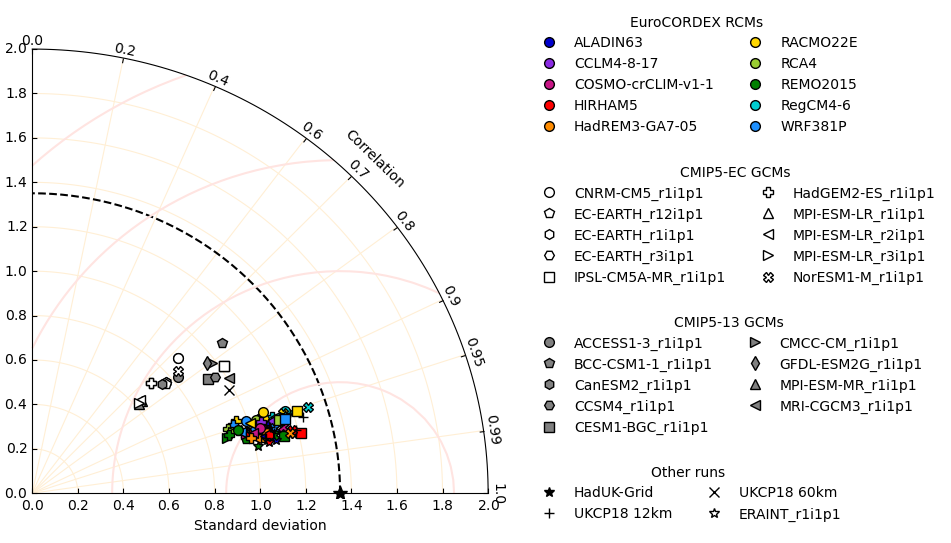 EuroCORDEX RCMs
ALADIN63 RACMO22E
CCLM4-8-17 RCA4
COSMO-crCLIM-v1-1 REMO2015
HIRHAM5 RegCM4-6
HadREM3-GA7-05 WRF381P
CMIP5-EC GCMs
CNRM-CM5_r1i1p1 HadGEM2-ES_r1i1p1
EC-EARTH_r12i1p1 MPI-ESM-LR_r1i1p1
EC-EARTH_r1i1p1 MPI-ESM-LR_r2i1p1
EC-EARTH_r3i1p1 MPI-ESM-LR_r3i1p1
IPSL-CM5A-MR_r1i1p1 NorESM1-M_r1i1p1
CMIP5-13 GCMs
ACCESS1-3_r1i1p1 CMCC-CM_r1i1p1
BCC-CSM1-1_r1i1p1 GFDL-ESM2G_r1i1p1
CanESM2_r1i1p1 MPI-ESM-MR_r1i1p1
CCSM4_r1i1p1 MRI-CGCM3_r1i1p1
CESM1-BGC_r1i1p1
Other runs
HadUK-Grid UKCP18 60km
UKCP18 12km ERAINT_r1i1p1
0.0
0.2
0.4
0.6
0.7
0.8
0.9
0.95
0.99
1.0
Correlation
2.0
1.8
1.6
1.4
1.2
1.0
0.8
0.6
0.4
0.2
0.0
0.0 0.2 0.4 0.6 0.8 1.0 1.2 1.4 1.6 1.8 2.0
Standard deviation